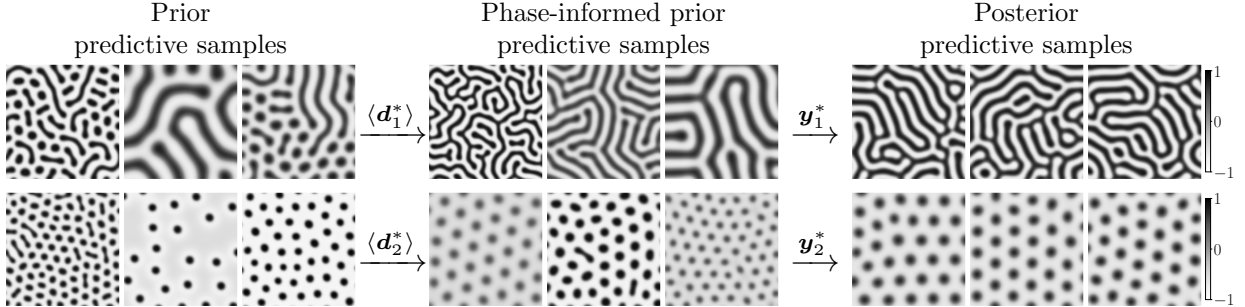 Prior
predictive samples
Phase-informed prior
predictive samples
Posterior
predictive samples
⟨d₁*⟩
y₁*
1
0
−1
⟨d₂*⟩
y₂*
1
0
−1